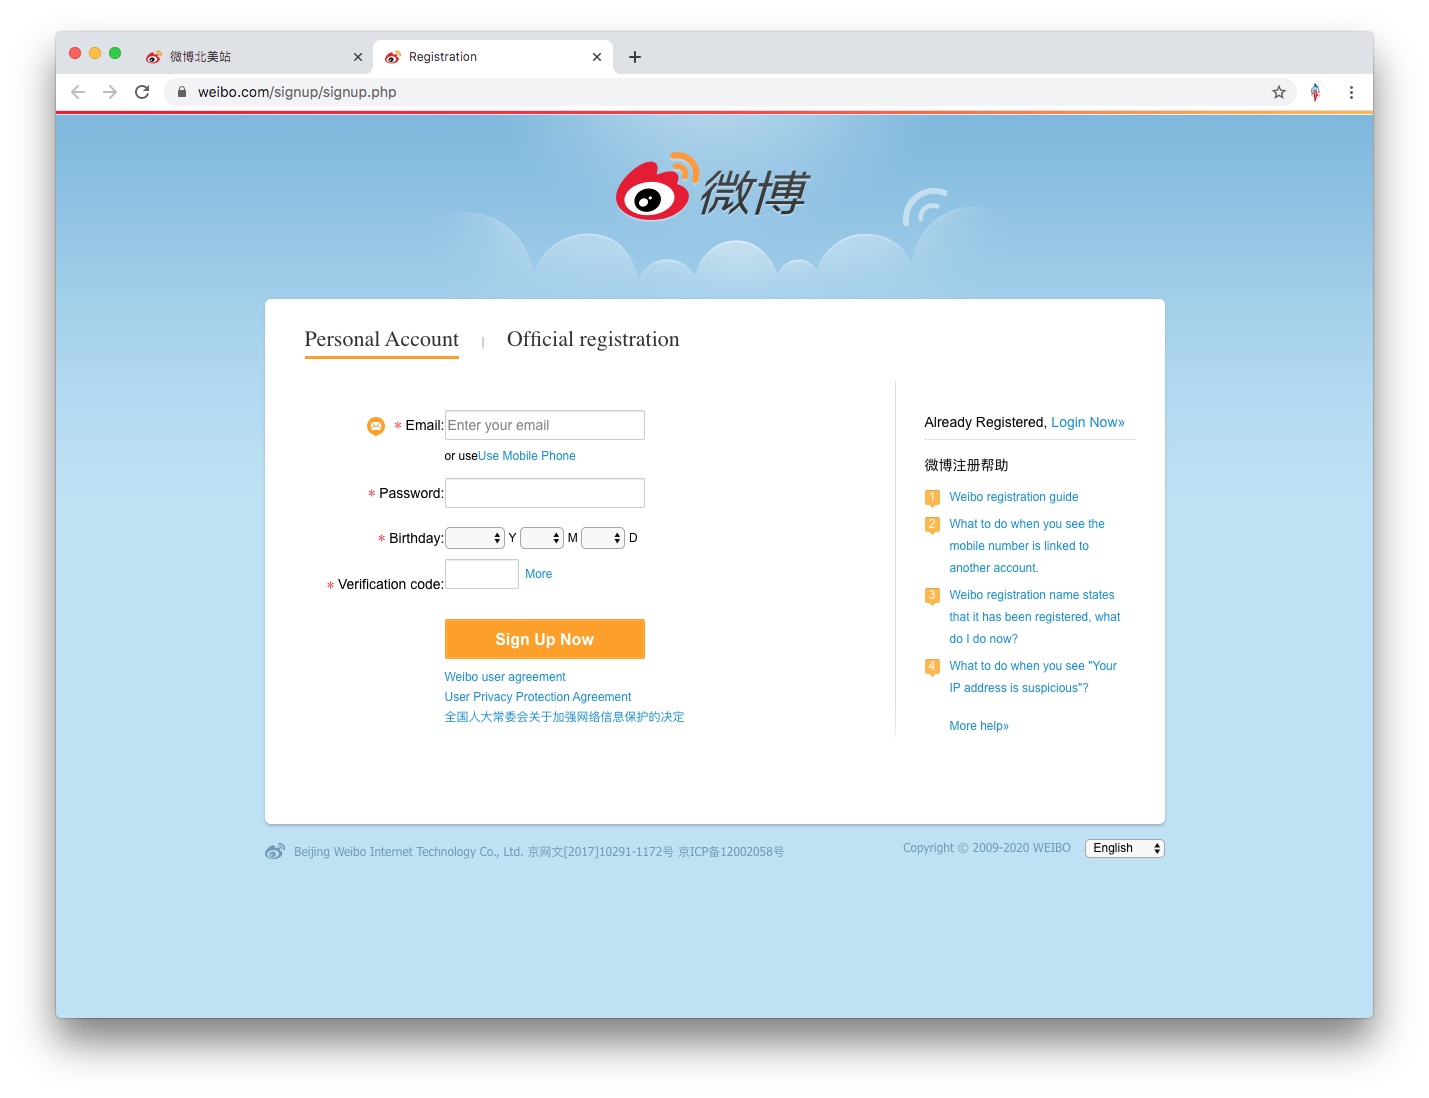 微博北美站
Registration
weibo.com/signup/signup.php
微博
Personal Account | Official registration
* Email: Enter your email
or useUse Mobile Phone
* Password:
* Birthday: Y M D
* Verification code: More
Sign Up Now
Weibo user agreement
User Privacy Protection Agreement
全国人大常委会关于加强网络信息保护的决定
Already Registered, Login Now»
微博注册帮助
1 Weibo registration guide
2 What to do when you see the
mobile number is linked to
another account.
3 Weibo registration name states
that it has been registered, what
do I do now?
4 What to do when you see "Your
IP address is suspicious"?
More help»
Beijing Weibo Internet Technology Co., Ltd. 京网文[2017]10291-1172号 京ICP备12002058号
Copyright © 2009-2020 WEIBO English